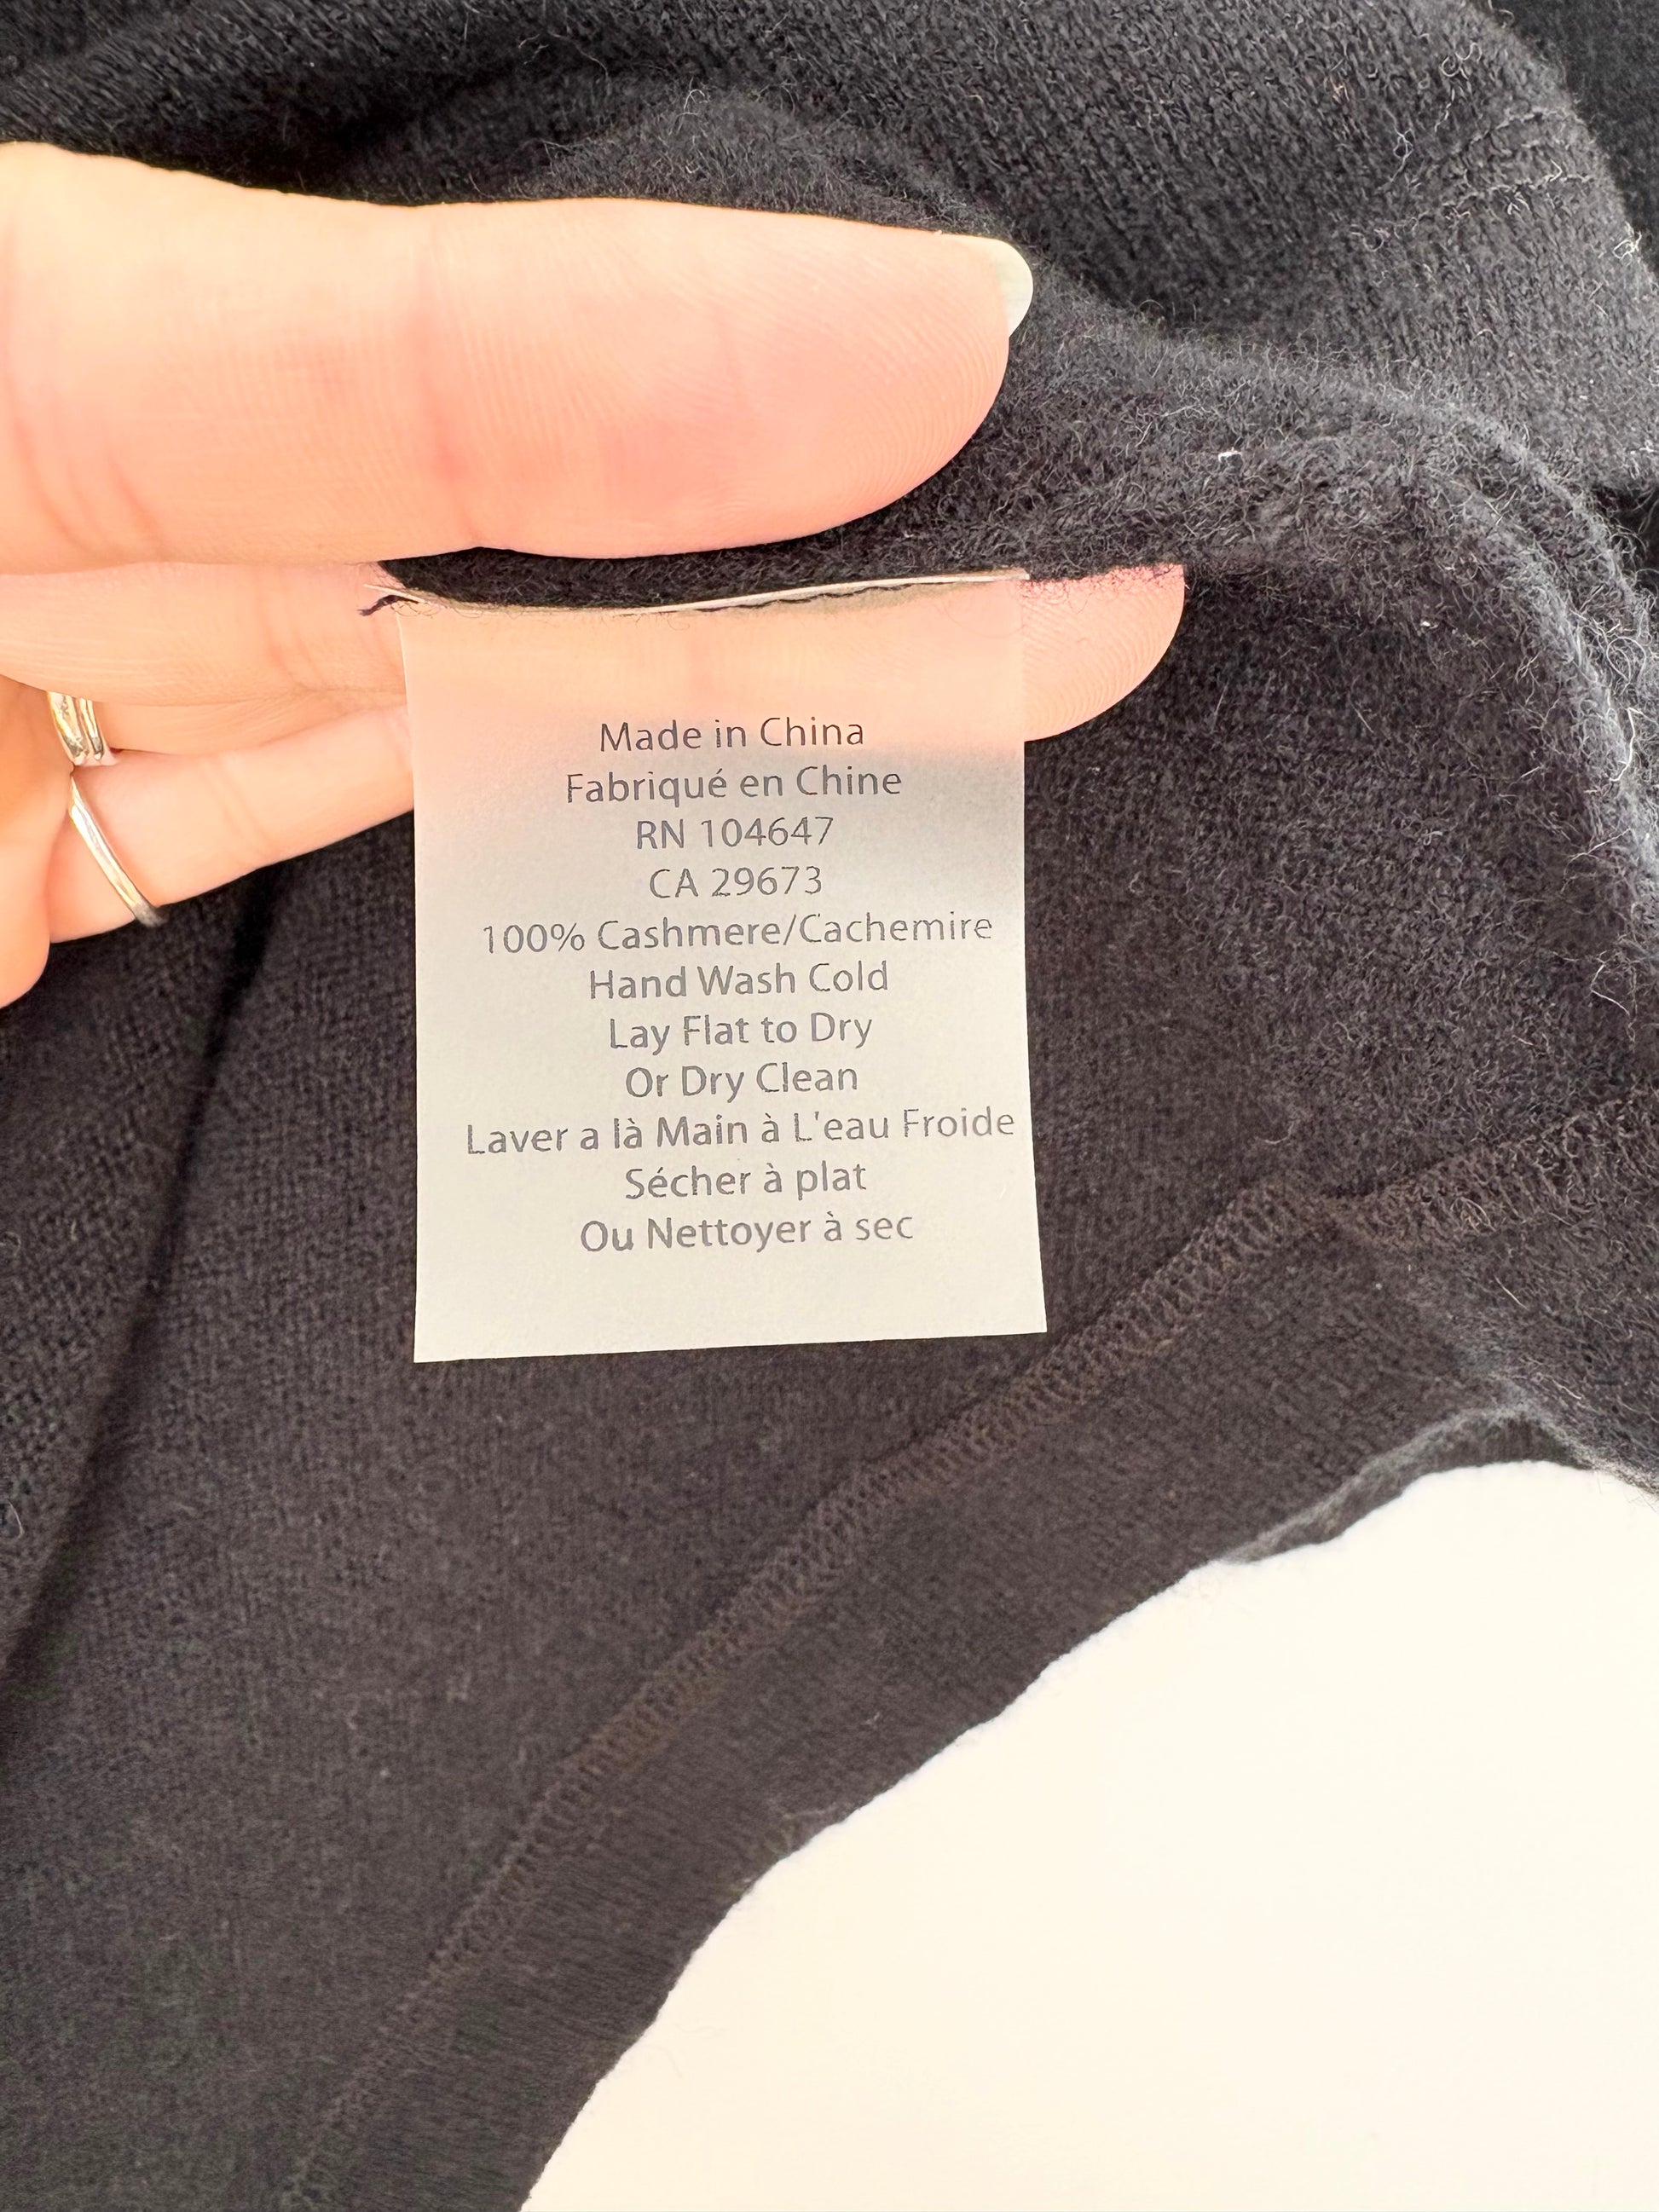 Made in China
Fabriqué en Chine
RN 104647
CA 29673
100% Cashmere/Cachemire
Hand Wash Cold
Lay Flat to Dry
Or Dry Clean
Laver a là Main à L'eau Froide
Sécher à plat
Ou Nettoyer à sec